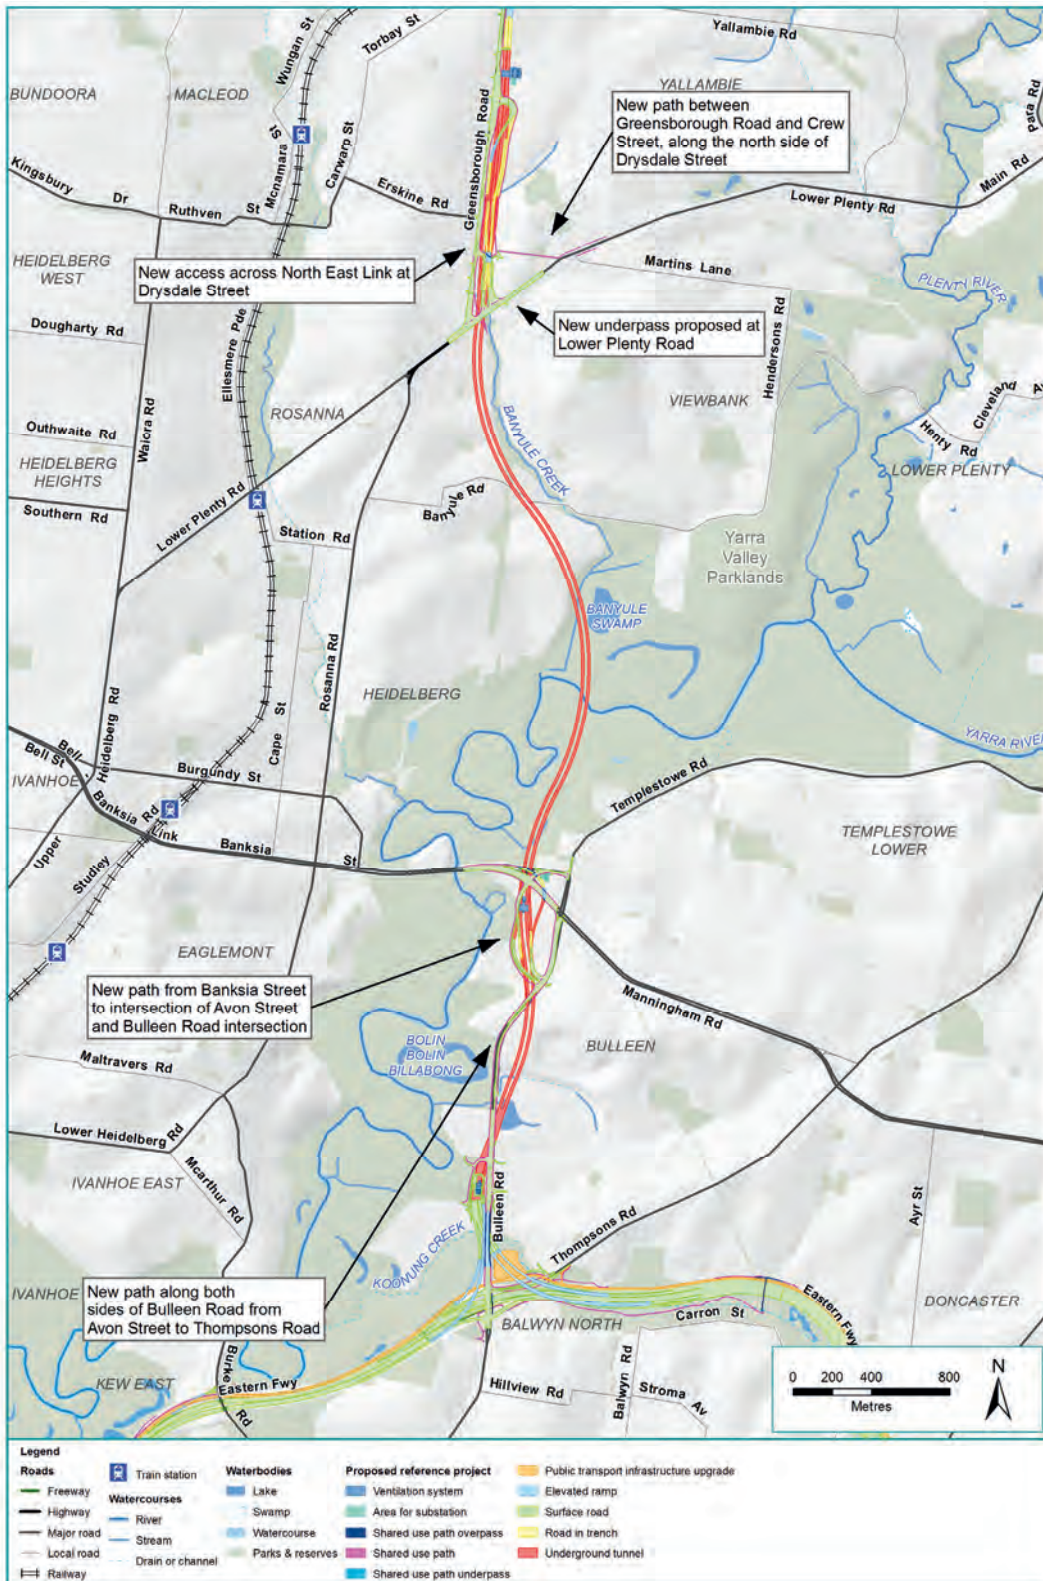 Yallambie Rd
Torbay St
Wungan St
BUNDOORA
MACLEOD
YALLAMBIE
Para Rd
New path between
Greensborough Road and Crew
Street, along the north side of
Drysdale Street
Greensborough Road
Mcnamara St
Carwarp St
Kingsbury Dr
Ruthven St
Erskine Rd
Main Rd
Lower Plenty Rd
HEIDELBERG
WEST
New access across North East Link at
Drysdale Street
Martins Lane
PLENTY RIVER
Dougharty Rd
Ellesmere Pde
New underpass proposed at
Lower Plenty Road
Hendersons Rd
Waiora Rd
ROSANNA
VIEWBANK
Cleveland
Henty Rd
Outhwaite Rd
HEIDELBERG
HEIGHTS
BANYULE CREEK
LOWER PLENTY
Southern Rd
Lower Plenty Rd
Banyule Rd
Station Rd
Yarra
Valley
Parklands
BANYULE
SWAMP
Rosanna Rd
HEIDELBERG
Heidelberg Rd
Cape St
YARRA RIVER
Bell St
Bell
Burgundy St
IVANHOE
Templestowe Rd
Banksia
Rd
Link
Banksia St
Upper
Studley
TEMPLESTOWE
LOWER
EAGLEMONT
New path from Banksia Street
to intersection of Avon Street
and Bulleen Road intersection
Manningham Rd
BOLIN
BOLIN
BILLABONG
BULLEEN
Maltravers Rd
Lower Heidelberg Rd
Mcarthur Rd
IVANHOE EAST
Ayr St
Bulleen Rd
Thompsons Rd
KOONUNG CREEK
IVANHOE
New path along both
sides of Bulleen Road from
Avon Street to Thompsons Road
Eastern Fwy
DONCASTER
Carron St
BALWYN NORTH
Burke Rd
KEW EAST
Eastern Fwy
Hillview Rd
Balwyn Rd
Stroma Av
N
0 200 400 800
Metres
Legend
Roads
Freeway
Highway
Major road
Local road
Railway
Train station
Watercourses
River
Stream
Drain or channel
Waterbodies
Lake
Swamp
Watercourse
Parks & reserves
Proposed reference project
Ventilation system
Area for substation
Shared use path overpass
Shared use path
Shared use path underpass
Public transport infrastructure upgrade
Elevated ramp
Surface road
Road in trench
Underground tunnel